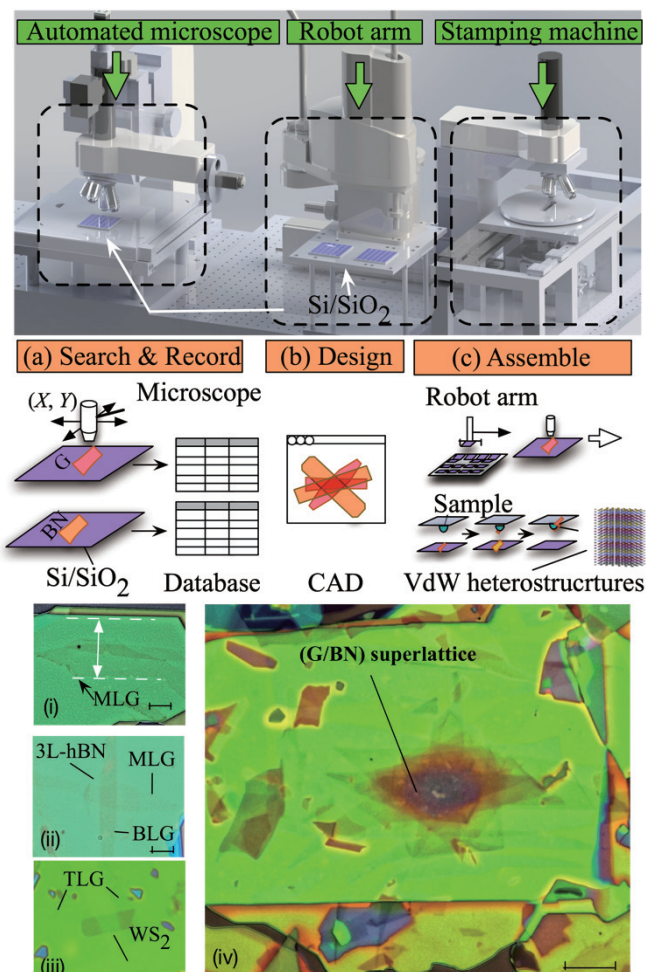 Automated microscope
Robot arm
Stamping machine
Si/SiO2
(a) Search & Record
(b) Design
(c) Assemble
Microscope
(X, Y)
G
BN
Si/SiO2
Database
CAD
Robot arm
Sample
VdW heterostrucrtures
MLG
(i)
3L-hBN
MLG
BLG
(ii)
TLG
WS2
(iii)
(G/BN) superlattice
(iv)